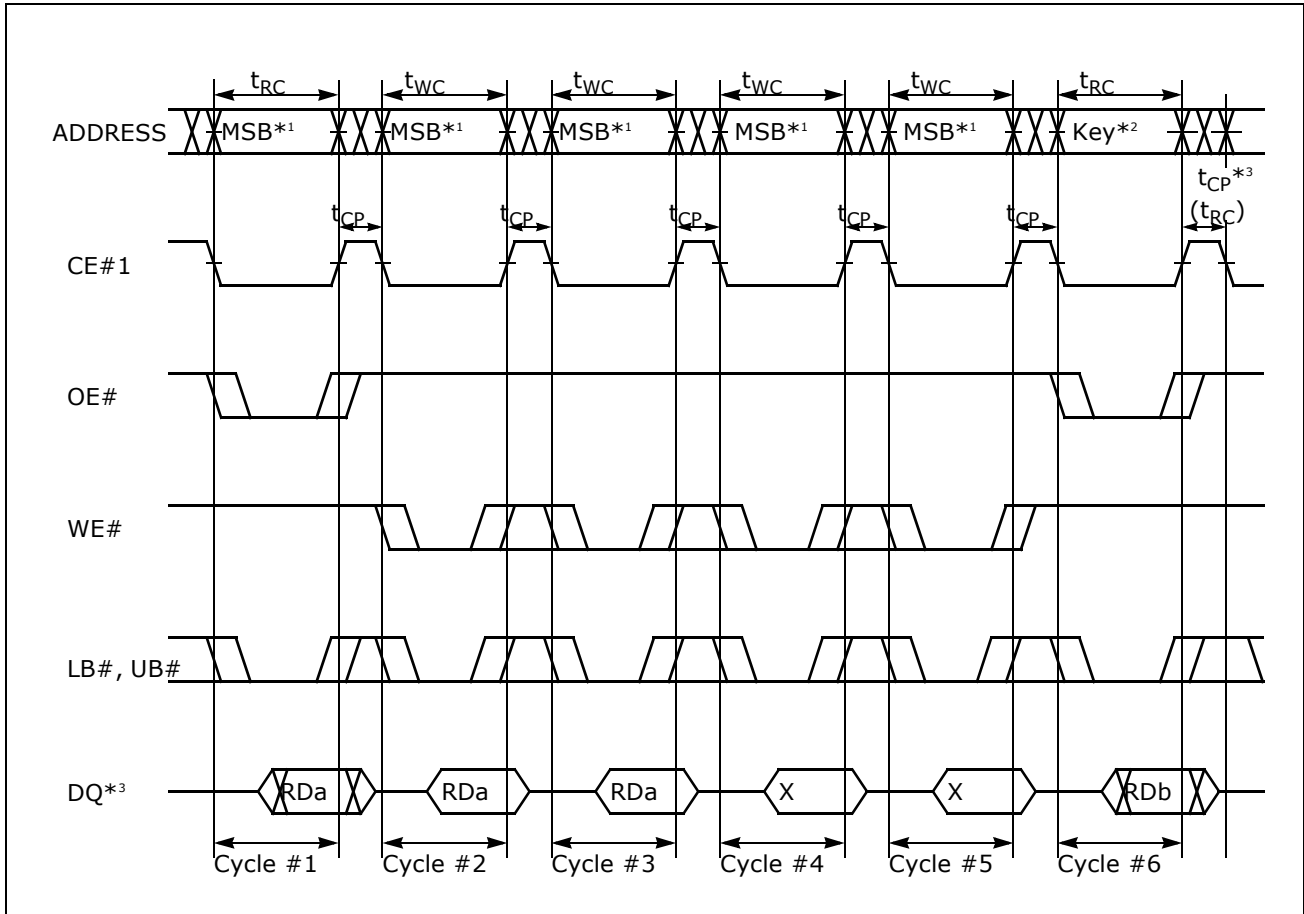 tRC tWC tWC tWC tWC tRC
ADDRESS MSB*1 MSB*1 MSB*1 MSB*1 MSB*1 Key*2
tCP*3
tCP tCP tCP tCP tCP (tRC)
CE#1
OE#
WE#
LB#, UB#
DQ*3 RDa RDa RDa X X RDb
Cycle #1 Cycle #2 Cycle #3 Cycle #4 Cycle #5 Cycle #6